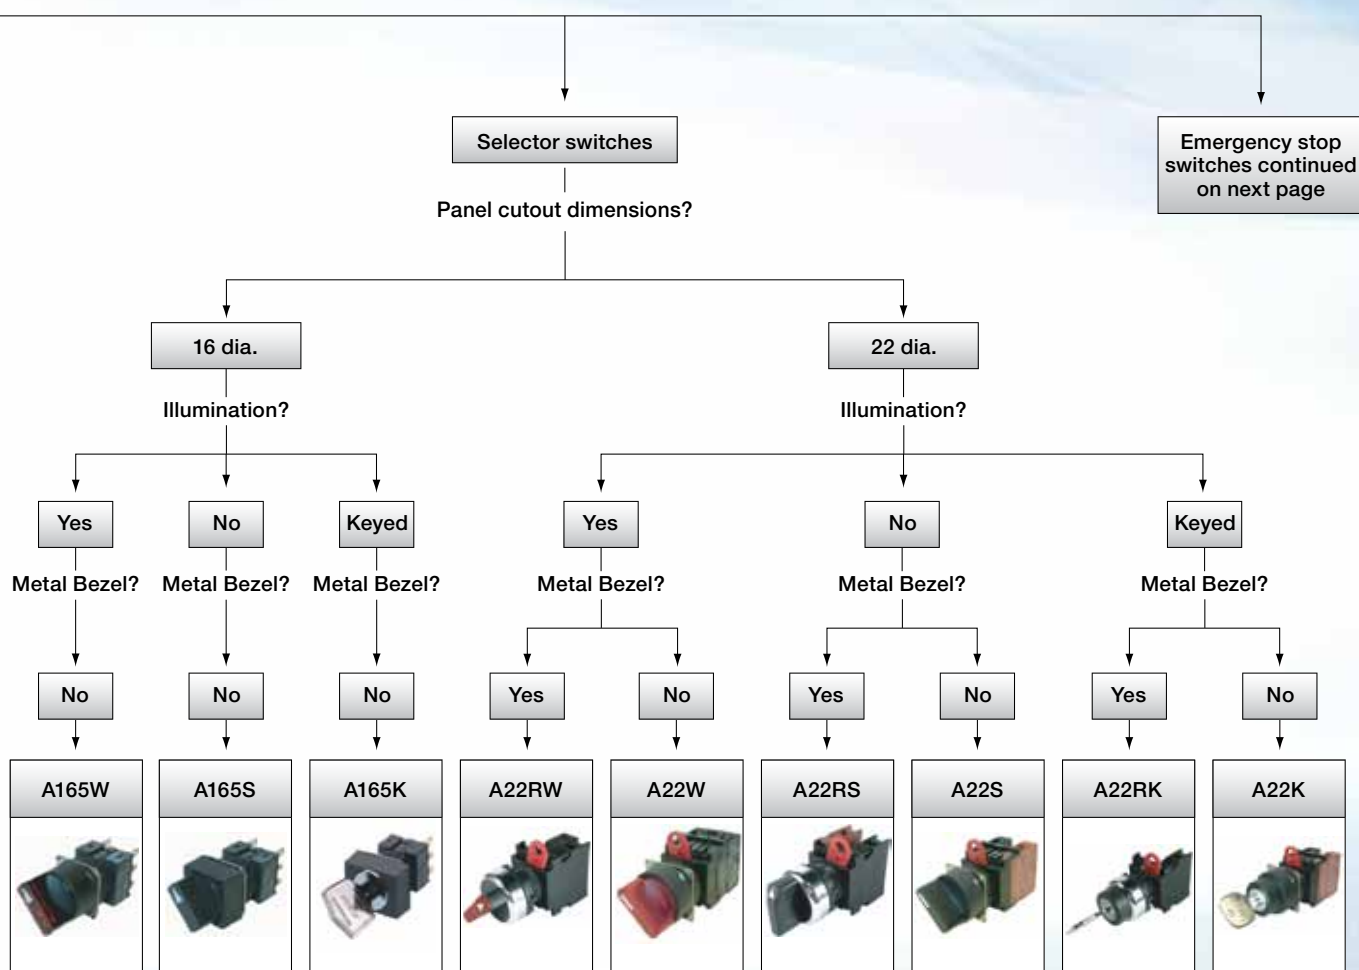 Selector switches
Emergency stop
switches continued
on next page
Panel cutout dimensions?
16 dia.
22 dia.
Illumination?
Illumination?
Yes
No
Keyed
Yes
No
Keyed
Metal Bezel?
Metal Bezel?
Metal Bezel?
Metal Bezel?
Metal Bezel?
Metal Bezel?
No
No
No
Yes
No
Yes
No
Yes
No
A165W
A165S
A165K
A22RW
A22W
A22RS
A22S
A22RK
A22K